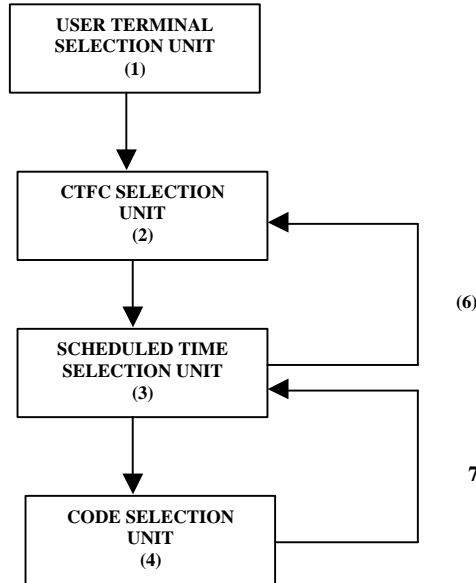 USER TERMINAL
SELECTION UNIT
(1)
CTFC SELECTION
UNIT
(2)
(6)
SCHEDULED TIME
SELECTION UNIT
(3)
7
CODE SELECTION
UNIT
(4)